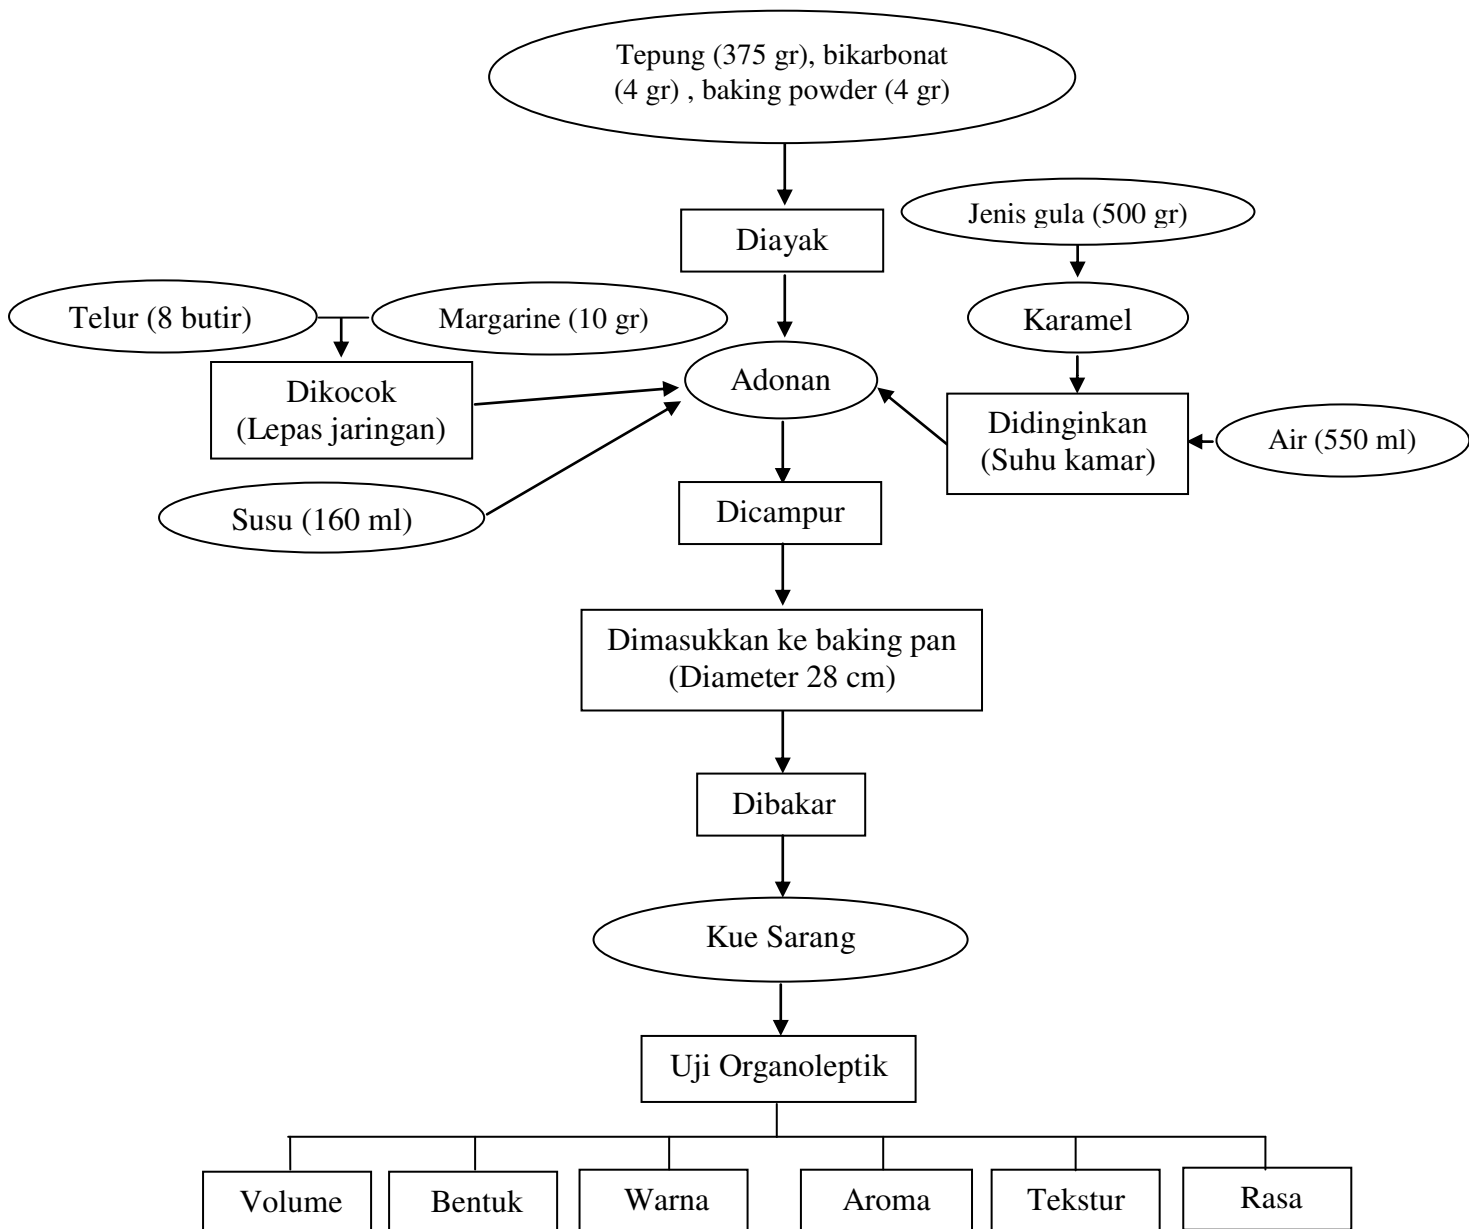 Tepung (375 gr), bikarbonat
(4 gr) , baking powder (4 gr)
Jenis gula (500 gr)
Diayak
Telur (8 butir)
Margarine (10 gr)
Karamel
Dikocok
(Lepas jaringan)
Adonan
Didinginkan
(Suhu kamar)
Air (550 ml)
Susu (160 ml)
Dicampur
Dimasukkan ke baking pan
(Diameter 28 cm)
Dibakar
Kue Sarang
Uji Organoleptik
Volume
Bentuk
Warna
Aroma
Tekstur
Rasa